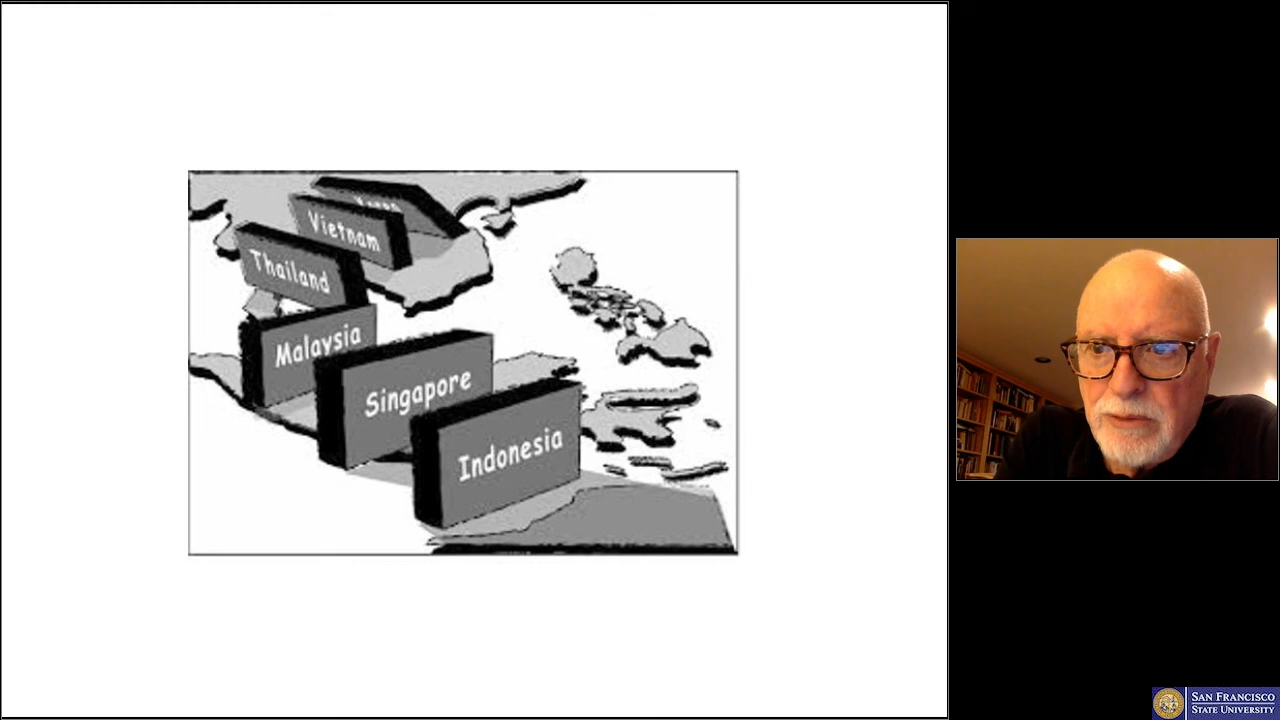 Vietnam
Thailand
Malaysia
Singapore
Indonesia
SAN FRANCISCO
STATE UNIVERSITY